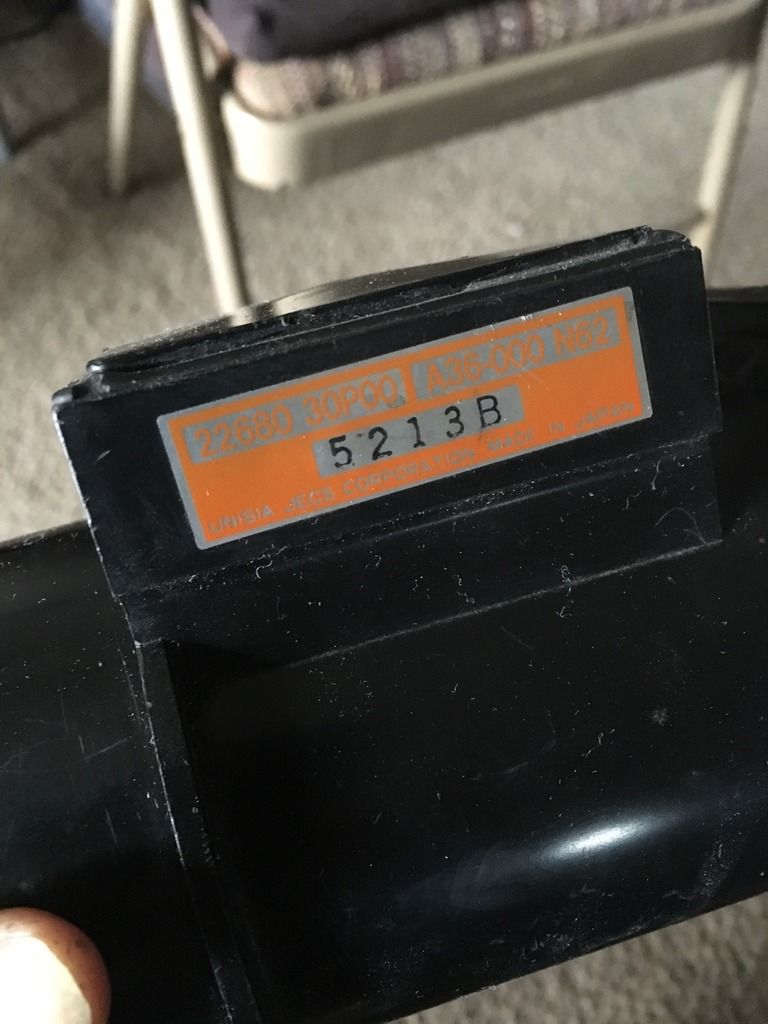 22680 30P00 A36-000 N62
5213B
UNISIA JECS CORPORATION MADE IN JAPAN